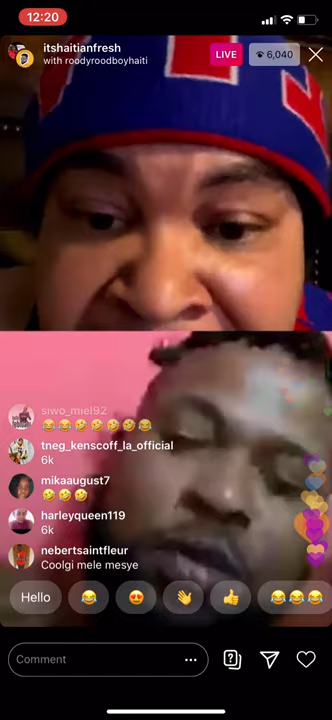 12:20
itshaitianfresh
with roodyroodboyhaiti
LIVE
6,040
siwo_miel92
😂😂🤣🤣🤣🤣😂
tneg_kenscoff_la_official
6k
mikaaugust7
🤣🤣🤣
harleyqueen119
6k
nebertsaintfleur
Coolgi mele mesye
Hello
Comment